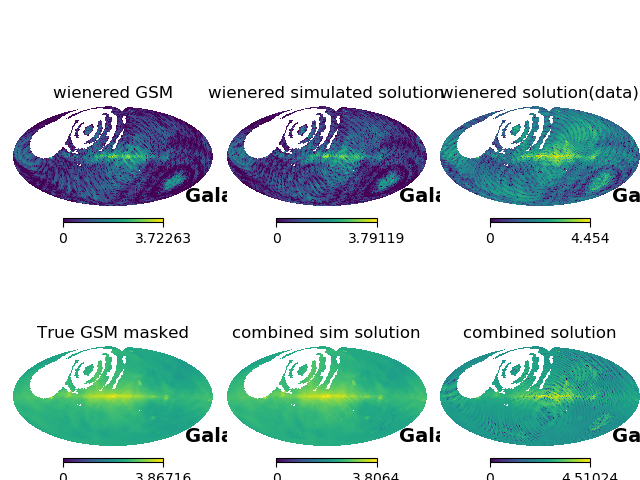 wienered GSM
wienered simulated solution
wienered solution(data)
Gala
Gala
Ga
0 3.72263
0 3.79119
0 4.454
True GSM masked
combined sim solution
combined solution
Gala
Gala
Ga
0 3.86716
0 3.8064
0 4.51024